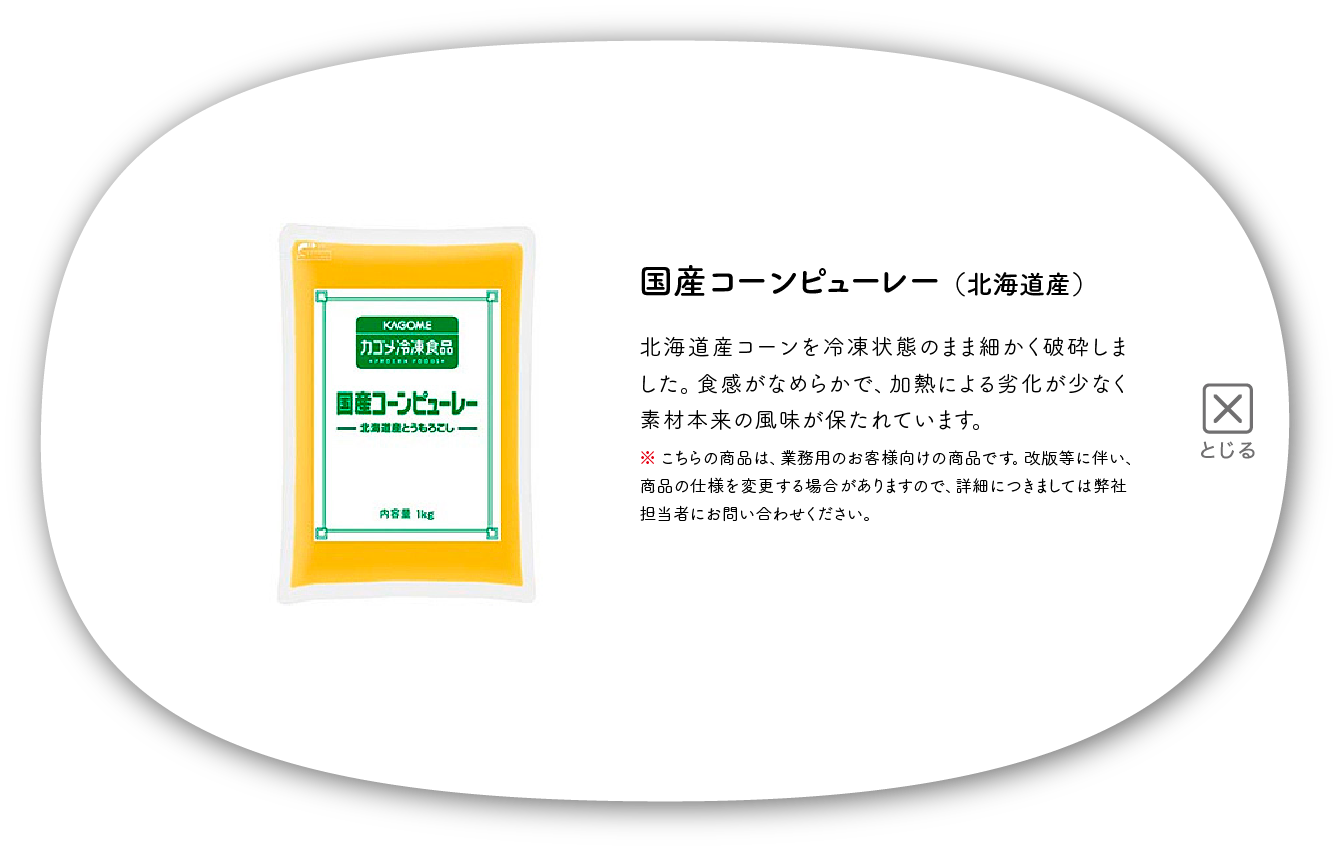 KAGOME
カゴメ冷凍食品
国産コーンピューレー
北海道産とうもろこし
内容量 1kg
国産コーンピューレー（北海道産）
北海道産コーンを冷凍状態のまま細かく破砕しま
した。食感がなめらかで、加熱による劣化が少なく
素材本来の風味が保たれています。
※ こちらの商品は、業務用のお客様向けの商品です。改版等に伴い、
商品の仕様を変更する場合がありますので、詳細につきましては弊社
担当者にお問い合わせください。
とじる